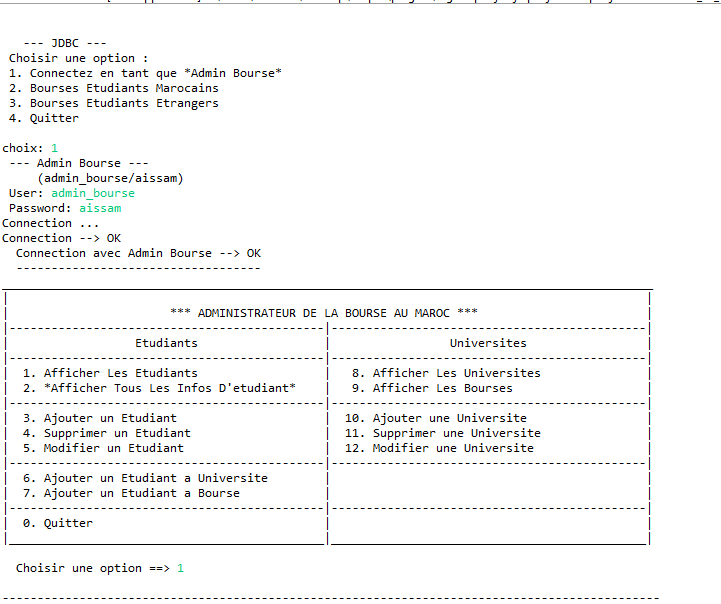 --- JDBC ---
Choisir une option :
1. Connectez en tant que *Admin Bourse*
2. Bourses Etudiants Marocains
3. Bourses Etudiants Etrangers
4. Quitter
choix: 1
--- Admin Bourse ---
(admin_bourse/aissam)
User: admin_bourse
Password: aissam
Connection ...
Connection --> OK
Connection avec Admin Bourse --> OK
*** ADMINISTRATEUR DE LA BOURSE AU MAROC ***
Etudiants | Universites
1. Afficher Les Etudiants | 8. Afficher Les Universites
2. *Afficher Tous Les Infos D'etudiant* | 9. Afficher Les Bourses
3. Ajouter un Etudiant | 10. Ajouter une Universite
4. Supprimer un Etudiant | 11. Supprimer une Universite
5. Modifier un Etudiant | 12. Modifier une Universite
6. Ajouter un Etudiant a Universite
7. Ajouter un Etudiant a Bourse
0. Quitter
Choisir une option ==> 1